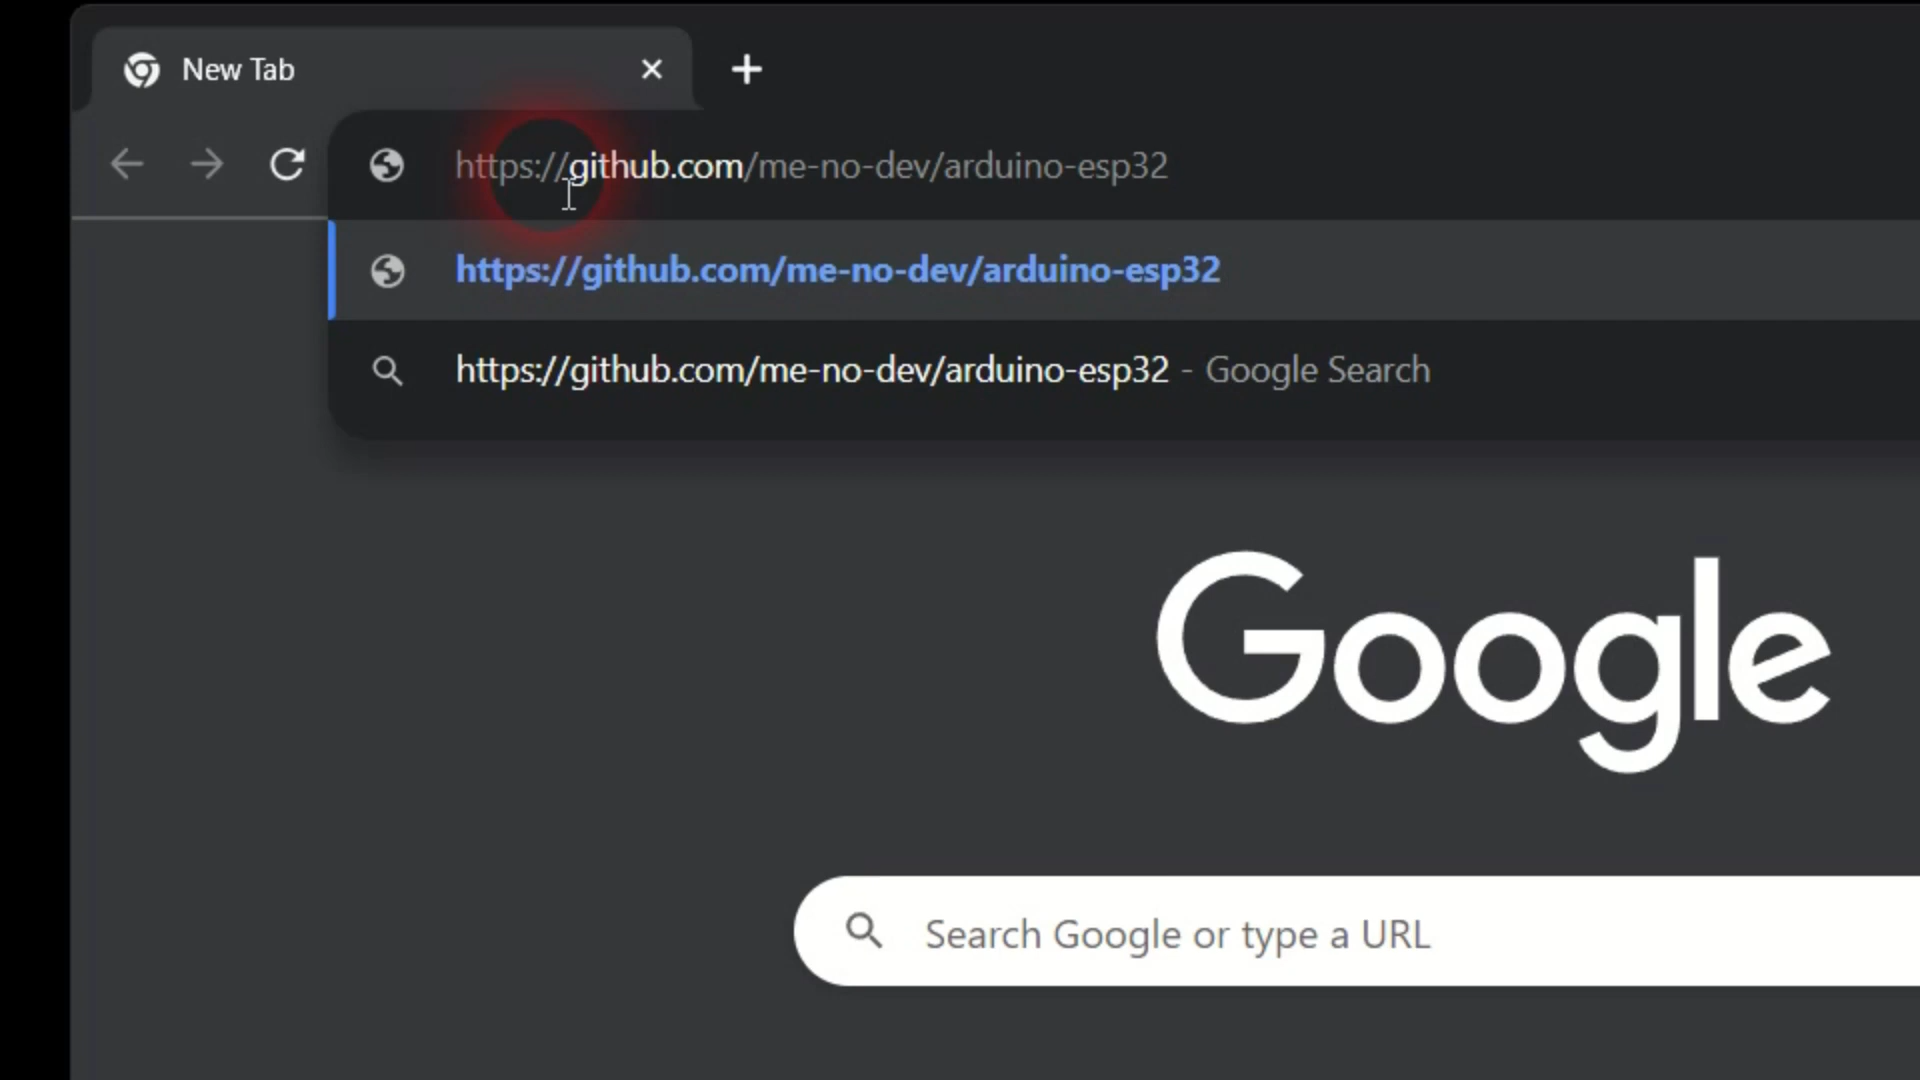 New Tab
https://github.com/me-no-dev/arduino-esp32
https://github.com/me-no-dev/arduino-esp32
https://github.com/me-no-dev/arduino-esp32 - Google Search
Google
Search Google or type a URL